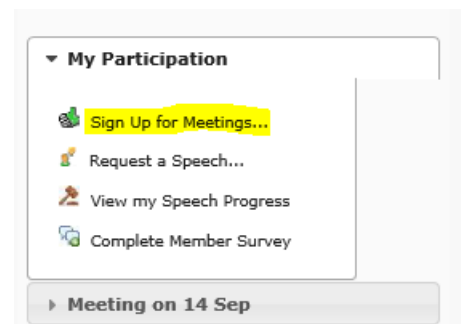 My Participation
Sign Up for Meetings...
Request a Speech...
View my Speech Progress
Complete Member Survey
Meeting on 14 Sep